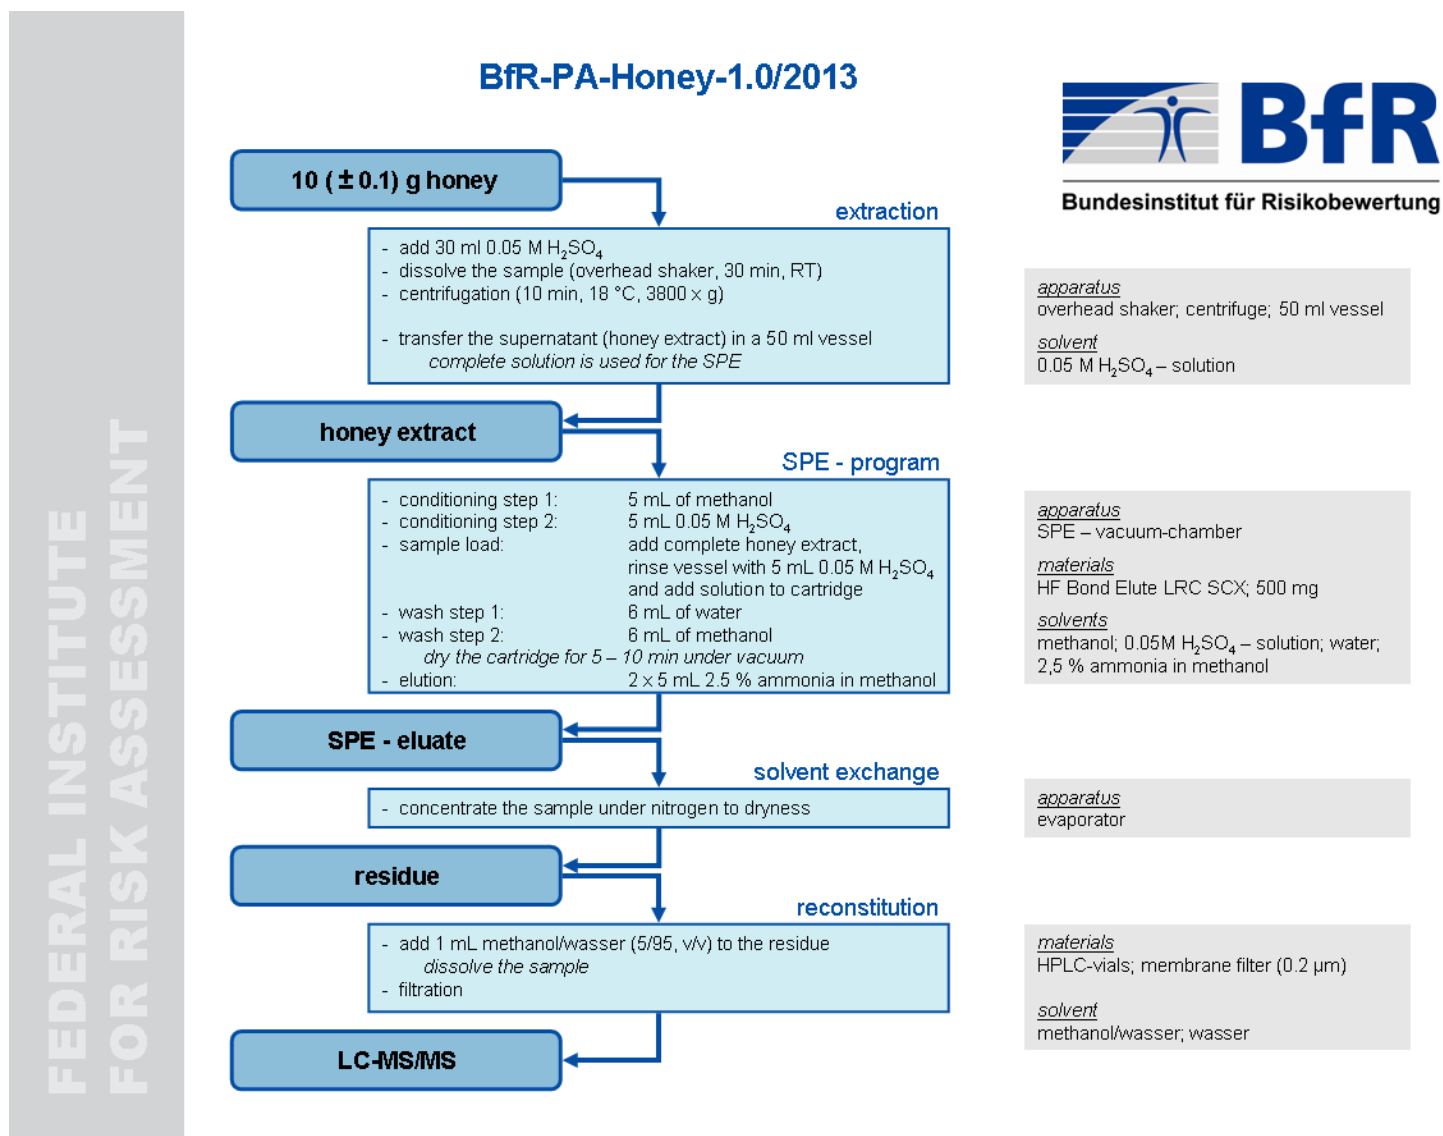 BfR-PA-Honey-1.0/2013
BfR
Bundesinstitut für Risikobewertung
FEDERAL INSTITUTE
FOR RISK ASSESSMENT
10 (±0.1) g honey
extraction
- add 30 ml 0.05 M H₂SO₄
- dissolve the sample (overhead shaker, 30 min, RT)
- centrifugation (10 min, 18 °C, 3800 x g)
- transfer the supernatant (honey extract) in a 50 ml vessel
complete solution is used for the SPE
apparatus
overhead shaker; centrifuge; 50 ml vessel
solvent
0.05 M H₂SO₄ – solution
honey extract
SPE - program
- conditioning step 1: 5 mL of methanol
- conditioning step 2: 5 mL 0.05 M H₂SO₄
- sample load: add complete honey extract,
rinse vessel with 5 mL 0.05 M H₂SO₄
and add solution to cartridge
- wash step 1: 6 mL of water
- wash step 2: 6 mL of methanol
dry the cartridge for 5 – 10 min under vacuum
- elution: 2 x 5 mL 2.5 % ammonia in methanol
apparatus
SPE – vacuum-chamber
materials
HF Bond Elute LRC SCX; 500 mg
solvents
methanol; 0.05M H₂SO₄ – solution; water;
2,5 % ammonia in methanol
SPE - eluate
solvent exchange
- concentrate the sample under nitrogen to dryness
apparatus
evaporator
residue
reconstitution
- add 1 mL methanol/wasser (5/95, v/v) to the residue
dissolve the sample
- filtration
materials
HPLC-vials; membrane filter (0.2 µm)
solvent
methanol/wasser; wasser
LC-MS/MS